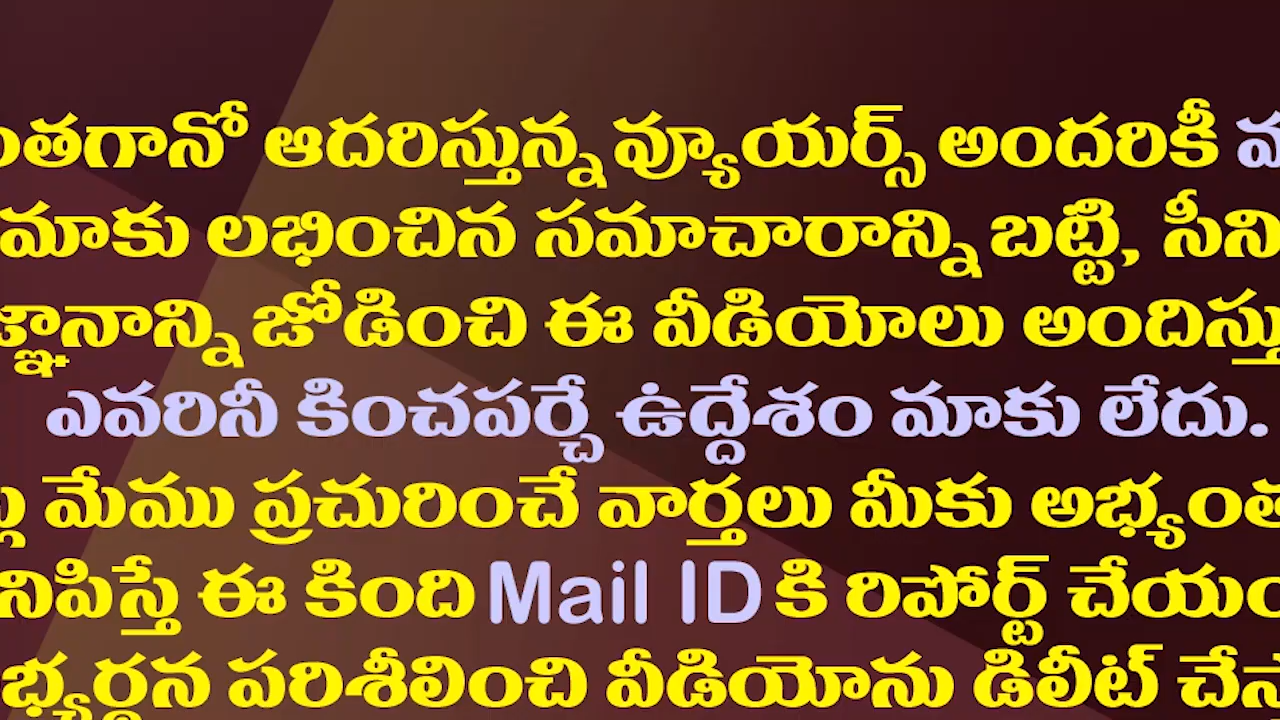 ంతగానో ఆదరిస్తున్న వ్యూయర్స్ అందరికీ
మాకు లభించిన సమాచారాన్ని బట్టి, సీని
జ్ఞానాన్ని జోడించి ఈ వీడియోలు అందిస్తు
ఎవరినీ కించపర్చే ఉద్దేశం మాకు లేదు.
మేము ప్రచురించే వార్తలు మీకు అభ్యంత
నిపిస్తే ఈ కింది Mail ID కి రిపోర్ట్ చేయం
భ్యర్థన పరిశీలించి వీడియోను డిలీట్ చేస